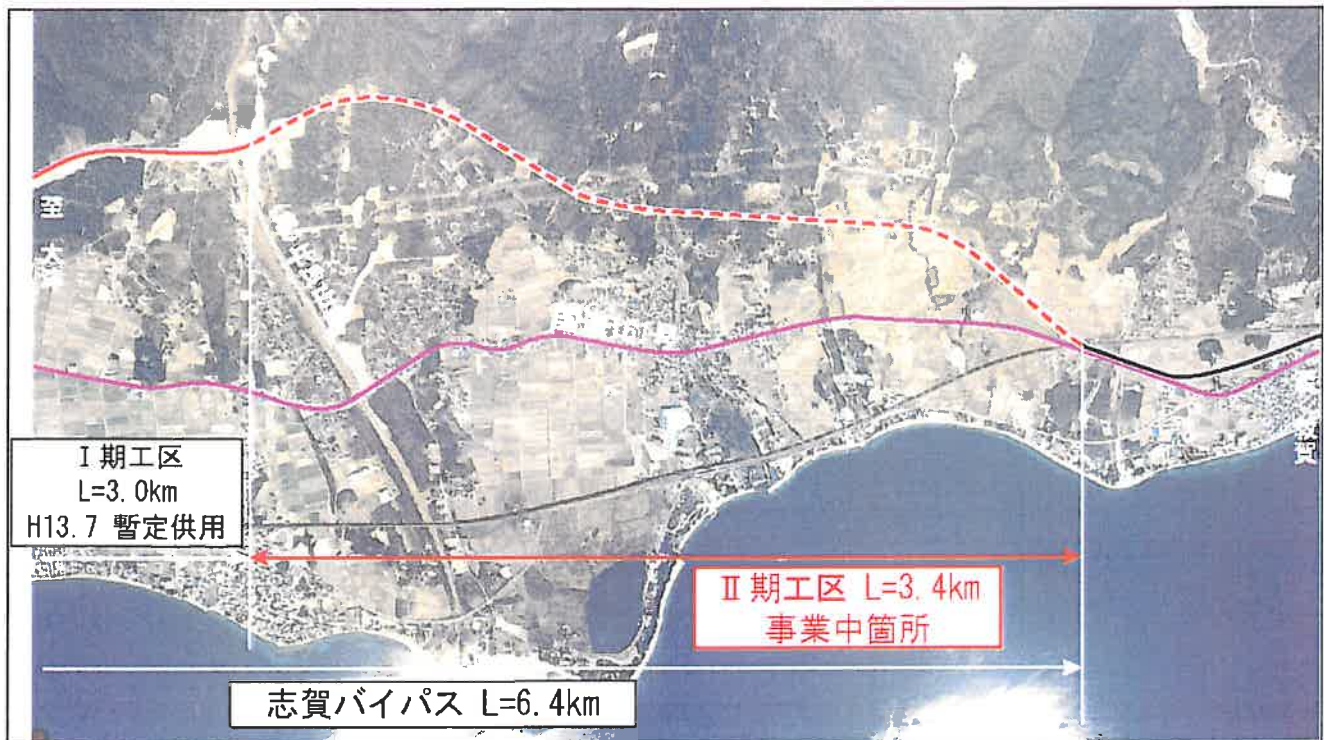 至
Ⅰ期工区
L=3.0km
H13.7 暫定供用
Ⅱ期工区 L=3.4km
事業中箇所
志賀バイパス L=6.4km